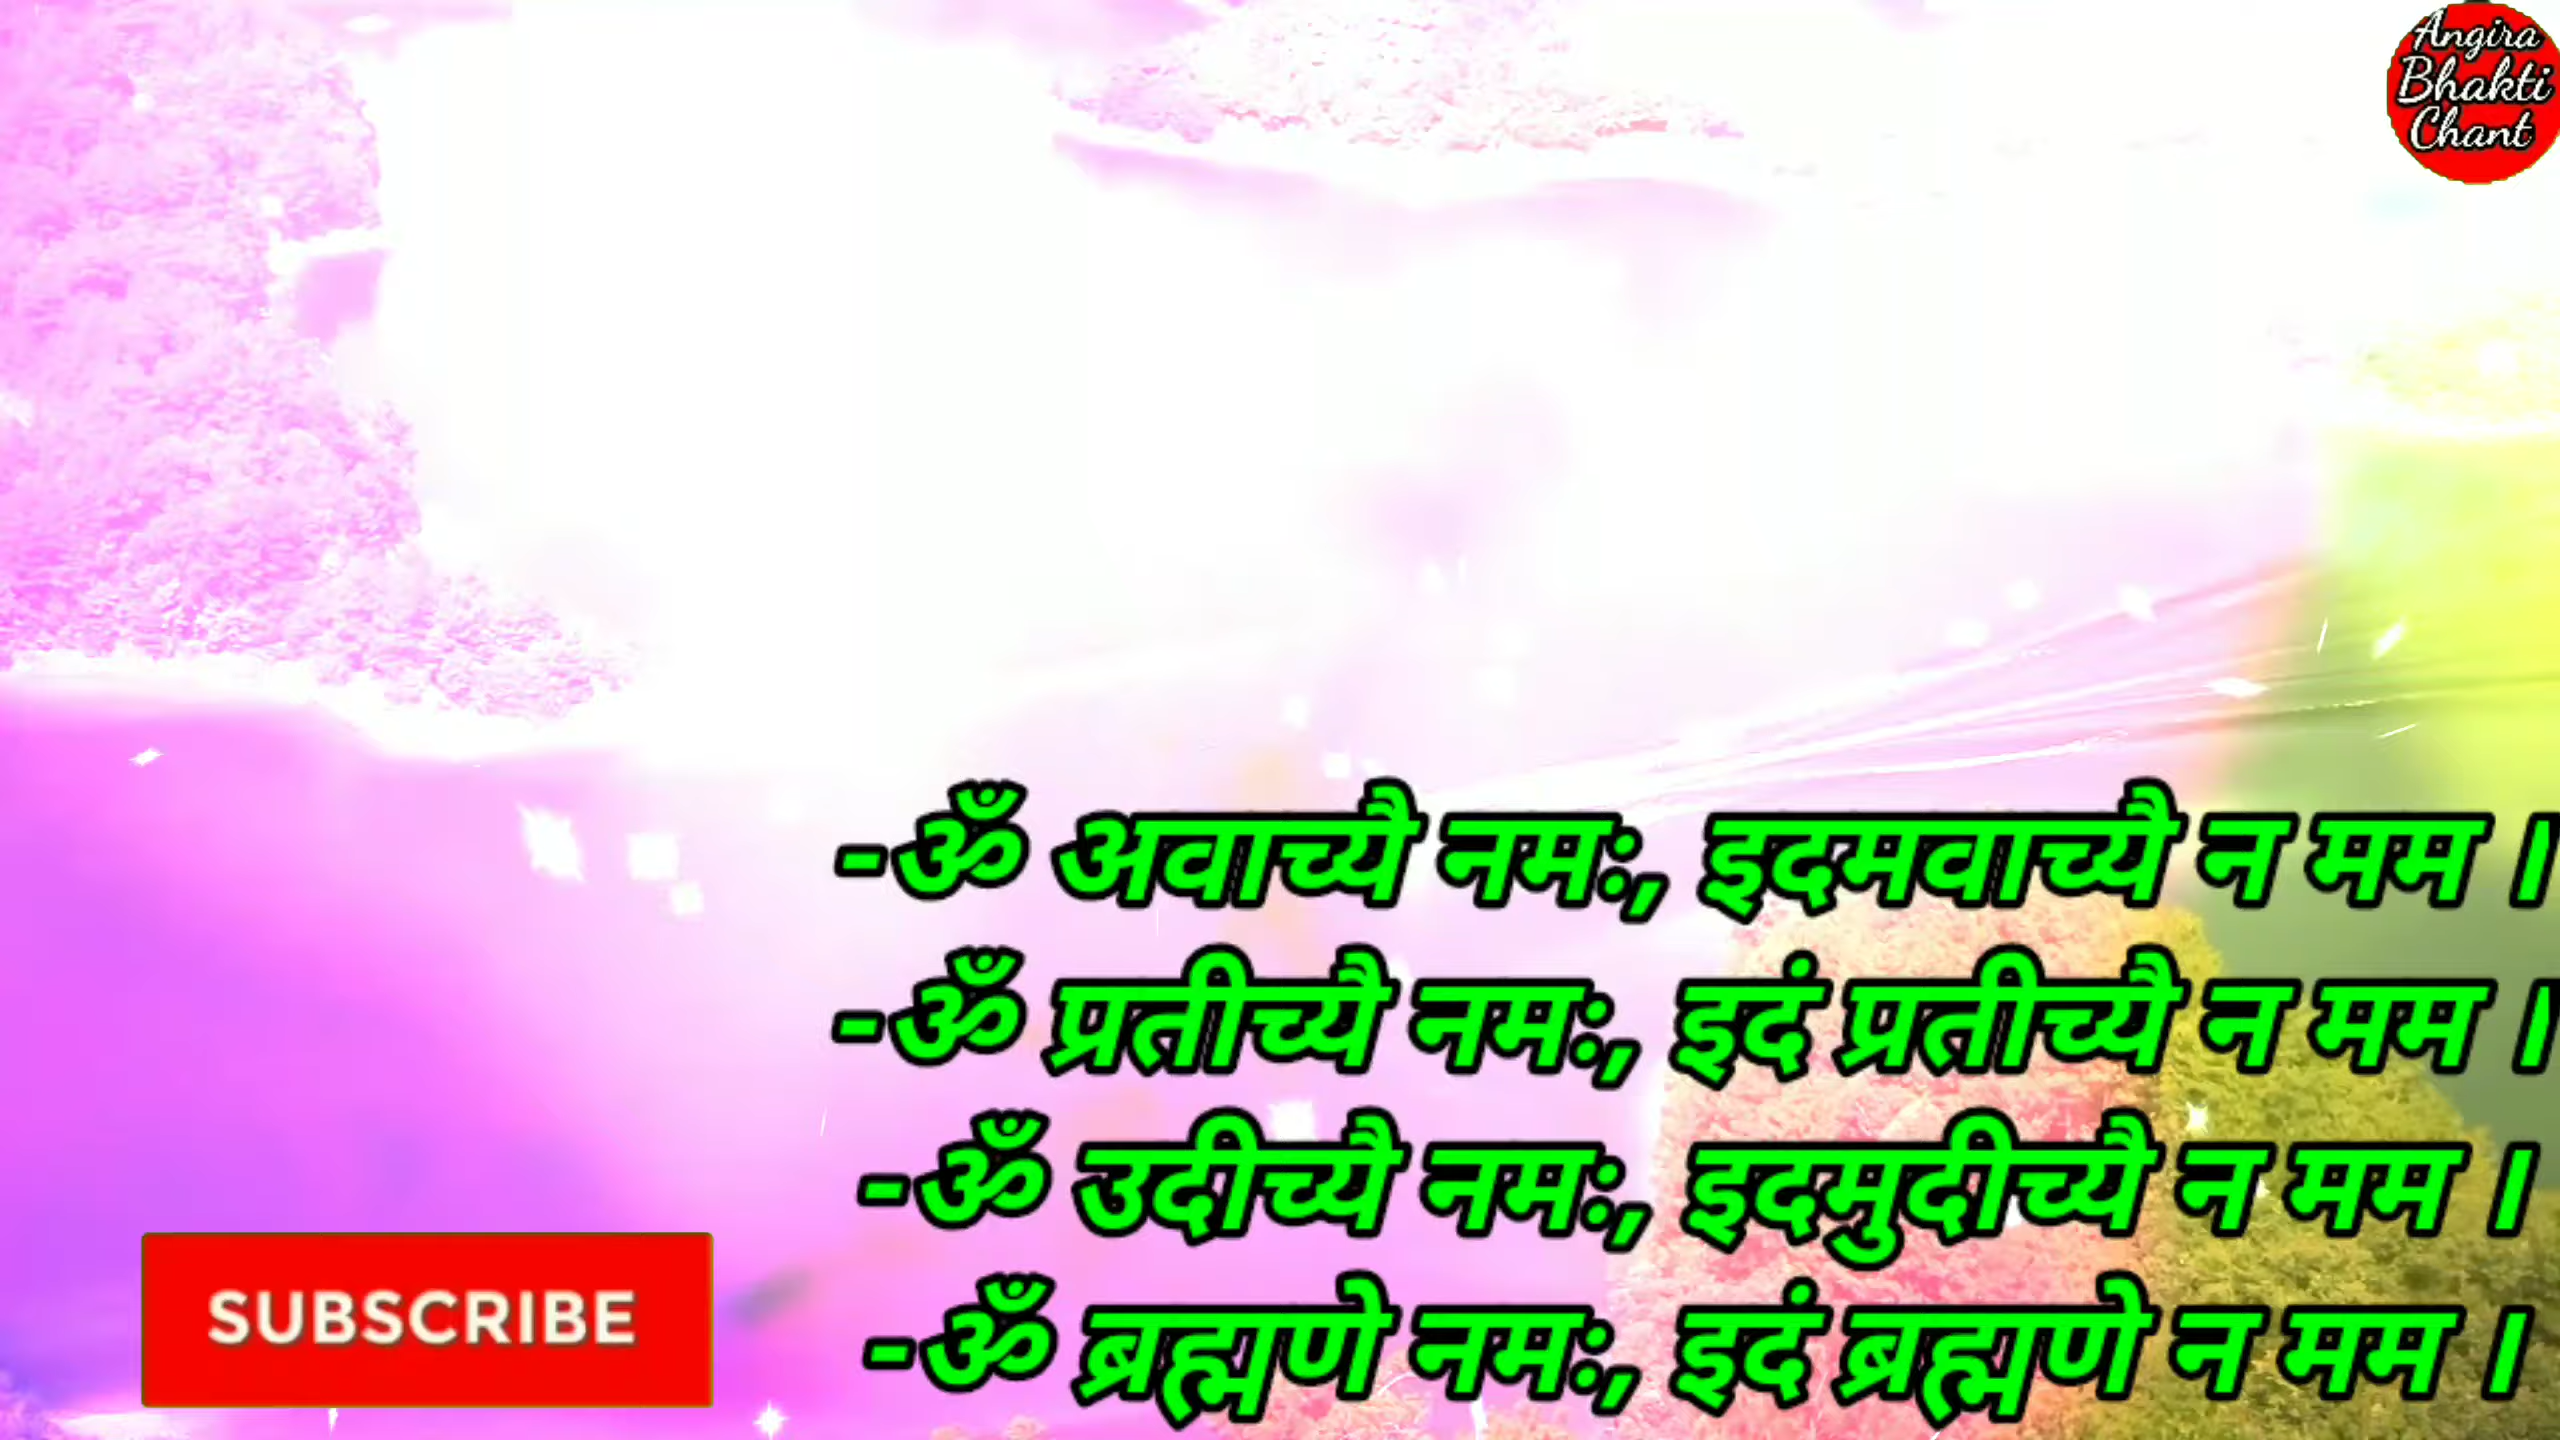 Angira
Bhakti
Chant
-ॐ अवाच्यै नमः, इदमवाच्यै न मम ।
-ॐ प्रतीच्यै नमः, इदं प्रतीच्यै न मम ।
-ॐ उदीच्यै नमः, इदमुदीच्यै न मम ।
-ॐ ब्रह्मणे नमः, इदं ब्रह्मणे न मम ।
SUBSCRIBE